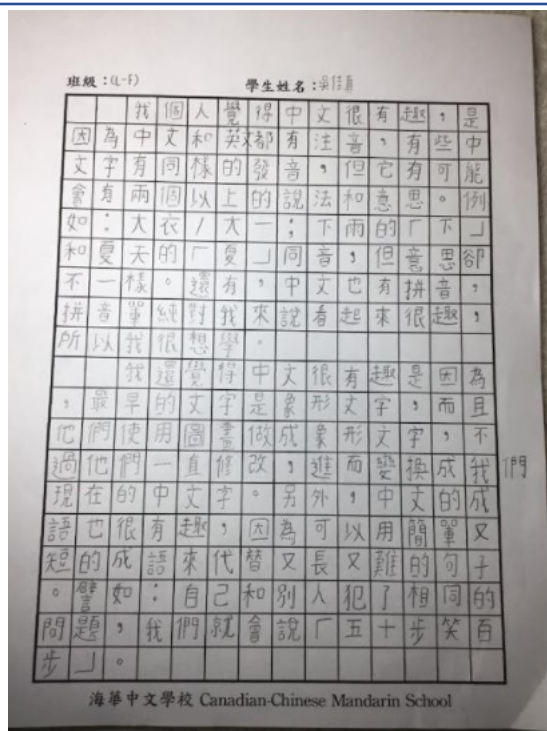 班級：(L-F) 學生姓名：吳佳真
我個人覺得中文很有趣，是
因為中文和英文都有注音，有些中
文字有同樣的發音，但它有可能
會有兩個以上的說法和意思。例
如：大衣/大一；下雨的「下」
和夏天的「夏」同音，但意思卻
不一樣。還有，中文也有拼音，
拼音單純對我來說看起來很趣，
所以我很想學。
我還覺得中文很有趣是因為
，最早的文字是象形文字，而且
他們使用圖畫做成象形文字，不
過他們一直修改，進而變換成我們
現在的中文字。另外，中文的成
語也很有趣，因為可以用簡單又
短的成語來代替又長又難的句子
。譬如：自己和別人犯了相同的
問題，我們就會說「五十步笑百
步」。
海華中文學校 Canadian-Chinese Mandarin School